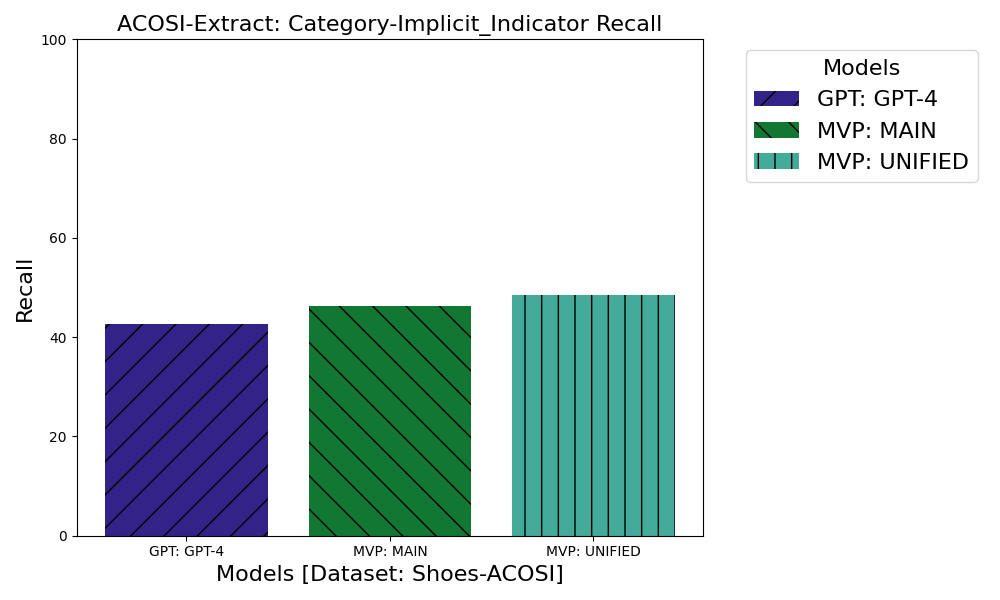 ACOSI-Extract: Category-Implicit_Indicator Recall
100
80
60
40
20
0
Recall
GPT: GPT-4
MVP: MAIN
MVP: UNIFIED
Models [Dataset: Shoes-ACOSI]
Models
GPT: GPT-4
MVP: MAIN
MVP: UNIFIED